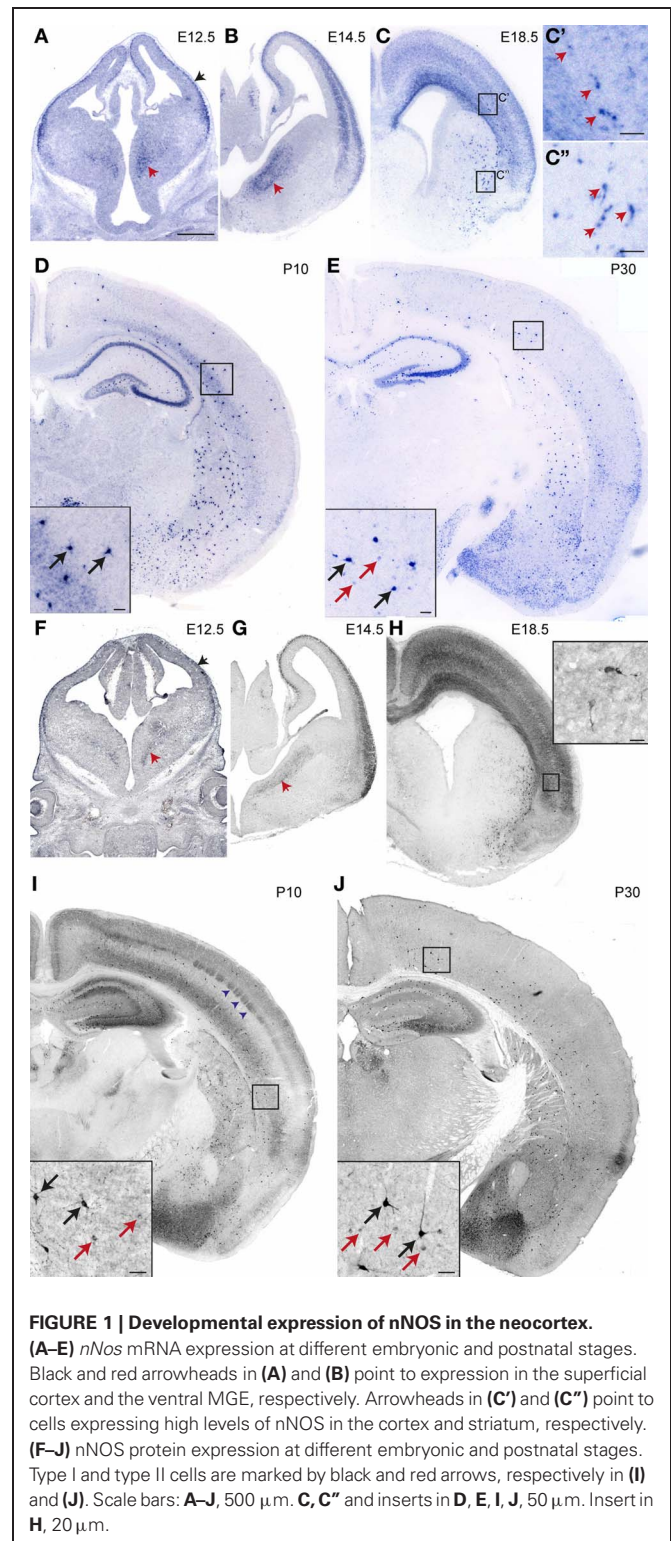 A E12.5 B E14.5 C E18.5 C'
C'
C"
C"
D P10 E P30
F E12.5 G E14.5 H E18.5
I P10 J P30
FIGURE 1 | Developmental expression of nNOS in the neocortex.
(A–E) nNos mRNA expression at different embryonic and postnatal stages.
Black and red arrowheads in (A) and (B) point to expression in the superficial
cortex and the ventral MGE, respectively. Arrowheads in (C') and (C") point to
cells expressing high levels of nNOS in the cortex and striatum, respectively.
(F–J) nNOS protein expression at different embryonic and postnatal stages.
Type I and type II cells are marked by black and red arrows, respectively in (I)
and (J). Scale bars: A–J, 500 μm. C, C" and inserts in D, E, I, J, 50 μm. Insert in
H, 20 μm.